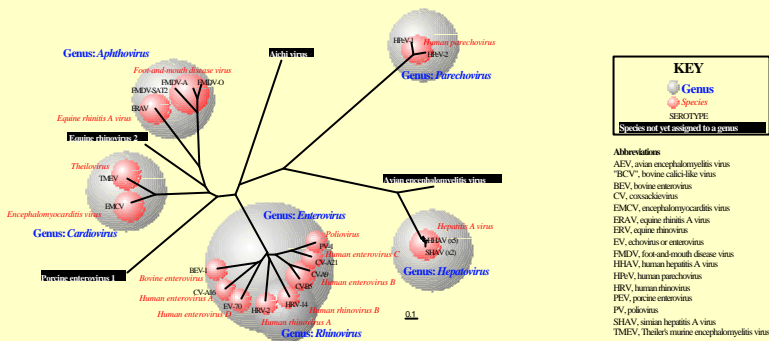 Genus: Aphthovirus
Foot-and-mouth disease virus
FMDV-A
FMDV-O
FMDV-SAT2
ERAV
Equine rhinitis A virus
Equine rhinovirus 2
Theilovirus
TMEV
EMCV
Encephalomyocarditis virus
Genus: Cardiovirus
Porcine enterovirus 1
Aichi virus
HPeV-1
Human parechovirus
HPeV-2
Genus: Parechovirus
Avian encephalomyelitis virus
Hepatitis A virus
HHAV (x5)
SHAV (x2)
Genus: Hepatovirus
Genus: Enterovirus
Poliovirus
PV-1
Human enterovirus C
CV-A21
CV-A9
Human enterovirus B
CV-B5
BEV-1
Bovine enterovirus
CV-A16
Human enterovirus A
EV-70
Human enterovirus D
HRV-2
HRV-14
Human rhinovirus B
Human rhinovirus A
Genus: Rhinovirus
0.1
KEY
Genus
Species
SEROTYPE
Species not yet assigned to a genus
Abbreviations
AEV, avian encephalomyelitis virus
"BCV", bovine calici-like virus
BEV, bovine enterovirus
CV, coxsackievirus
EMCV, encephalomyocarditis virus
ERAV, equine rhinitis A virus
ERV, equine rhinovirus
EV, echovirus or enterovirus
FMDV, foot-and-mouth disease virus
HHAV, human hepatitis A virus
HPeV, human parechovirus
HRV, human rhinovirus
PEV, porcine enterovirus
PV, poliovirus
SHAV, simian hepatitis A virus
TMEV, Theiler's murine encephalomyelitis virus